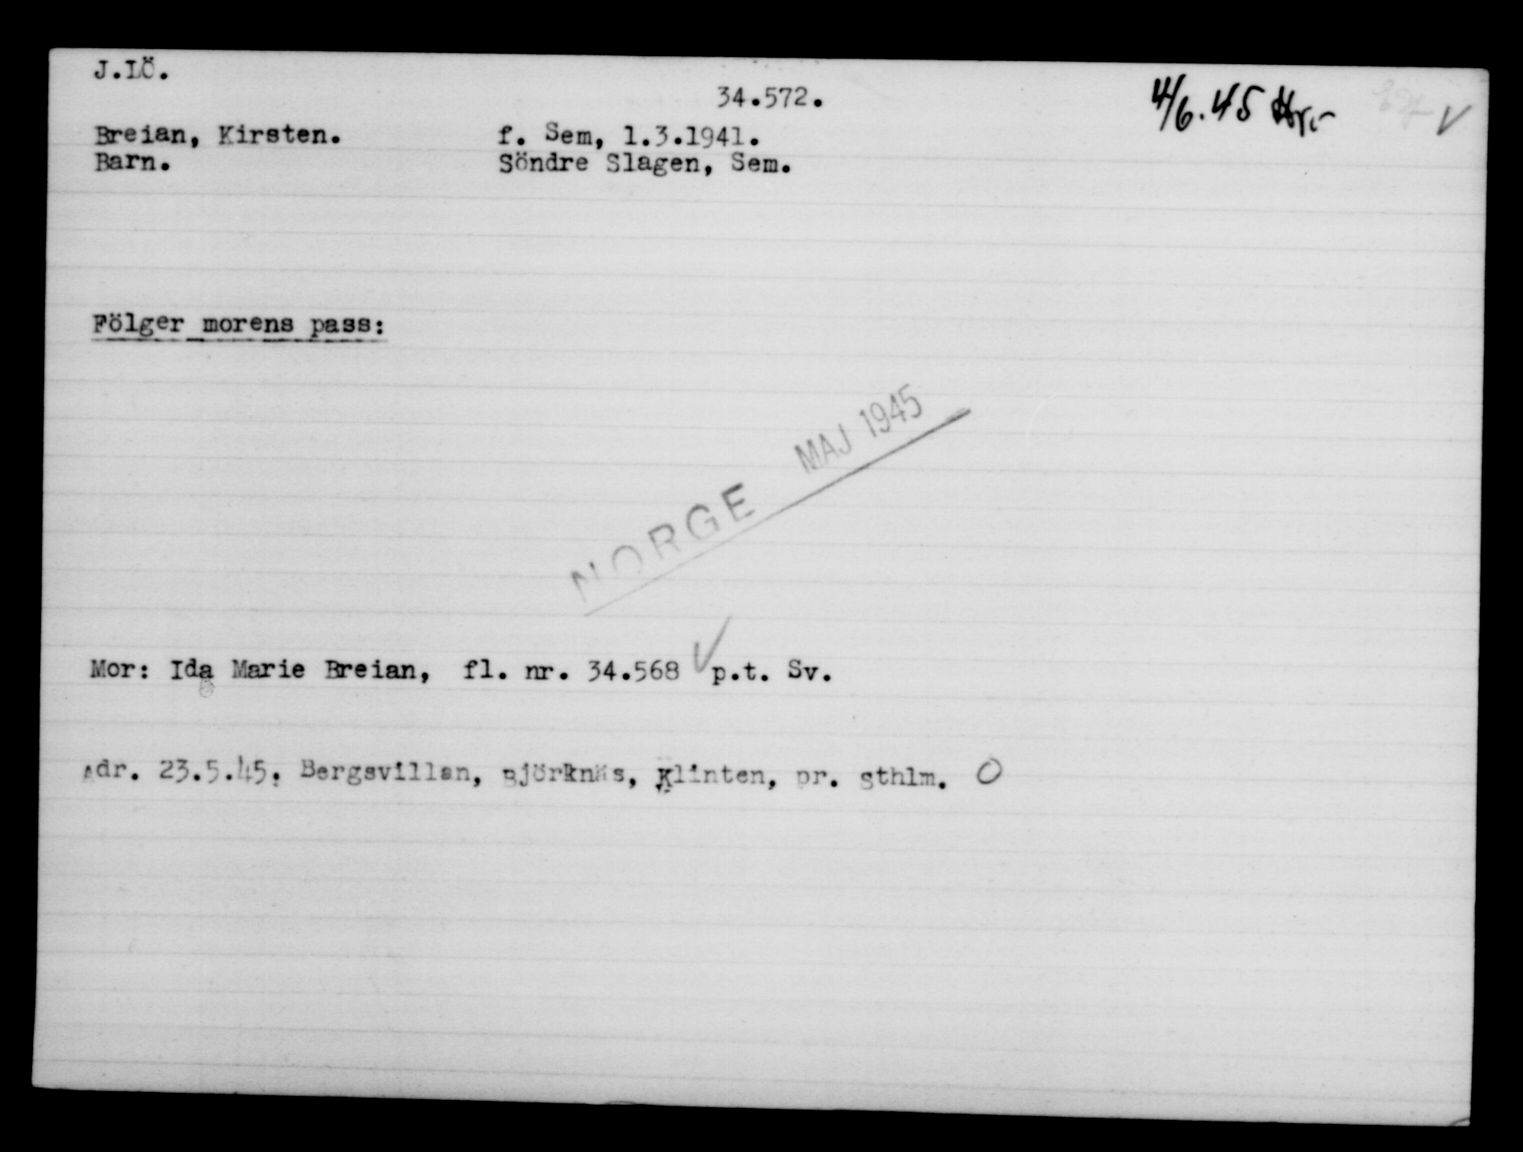 J.LÖ.
34.572.
4/6.45
Breian, Kirsten. f. Sem, 1.3.1941.
Barn. Söndre Slagen, Sem.
Fölger morens pass:
NORGE MAJ 1945
Mor: Ida Marie Breian, fl. nr. 34.568 p.t. Sv.
Adr. 23.5.45. Bergsvillan, Björknäs, Klinten, pr. Sthlm.